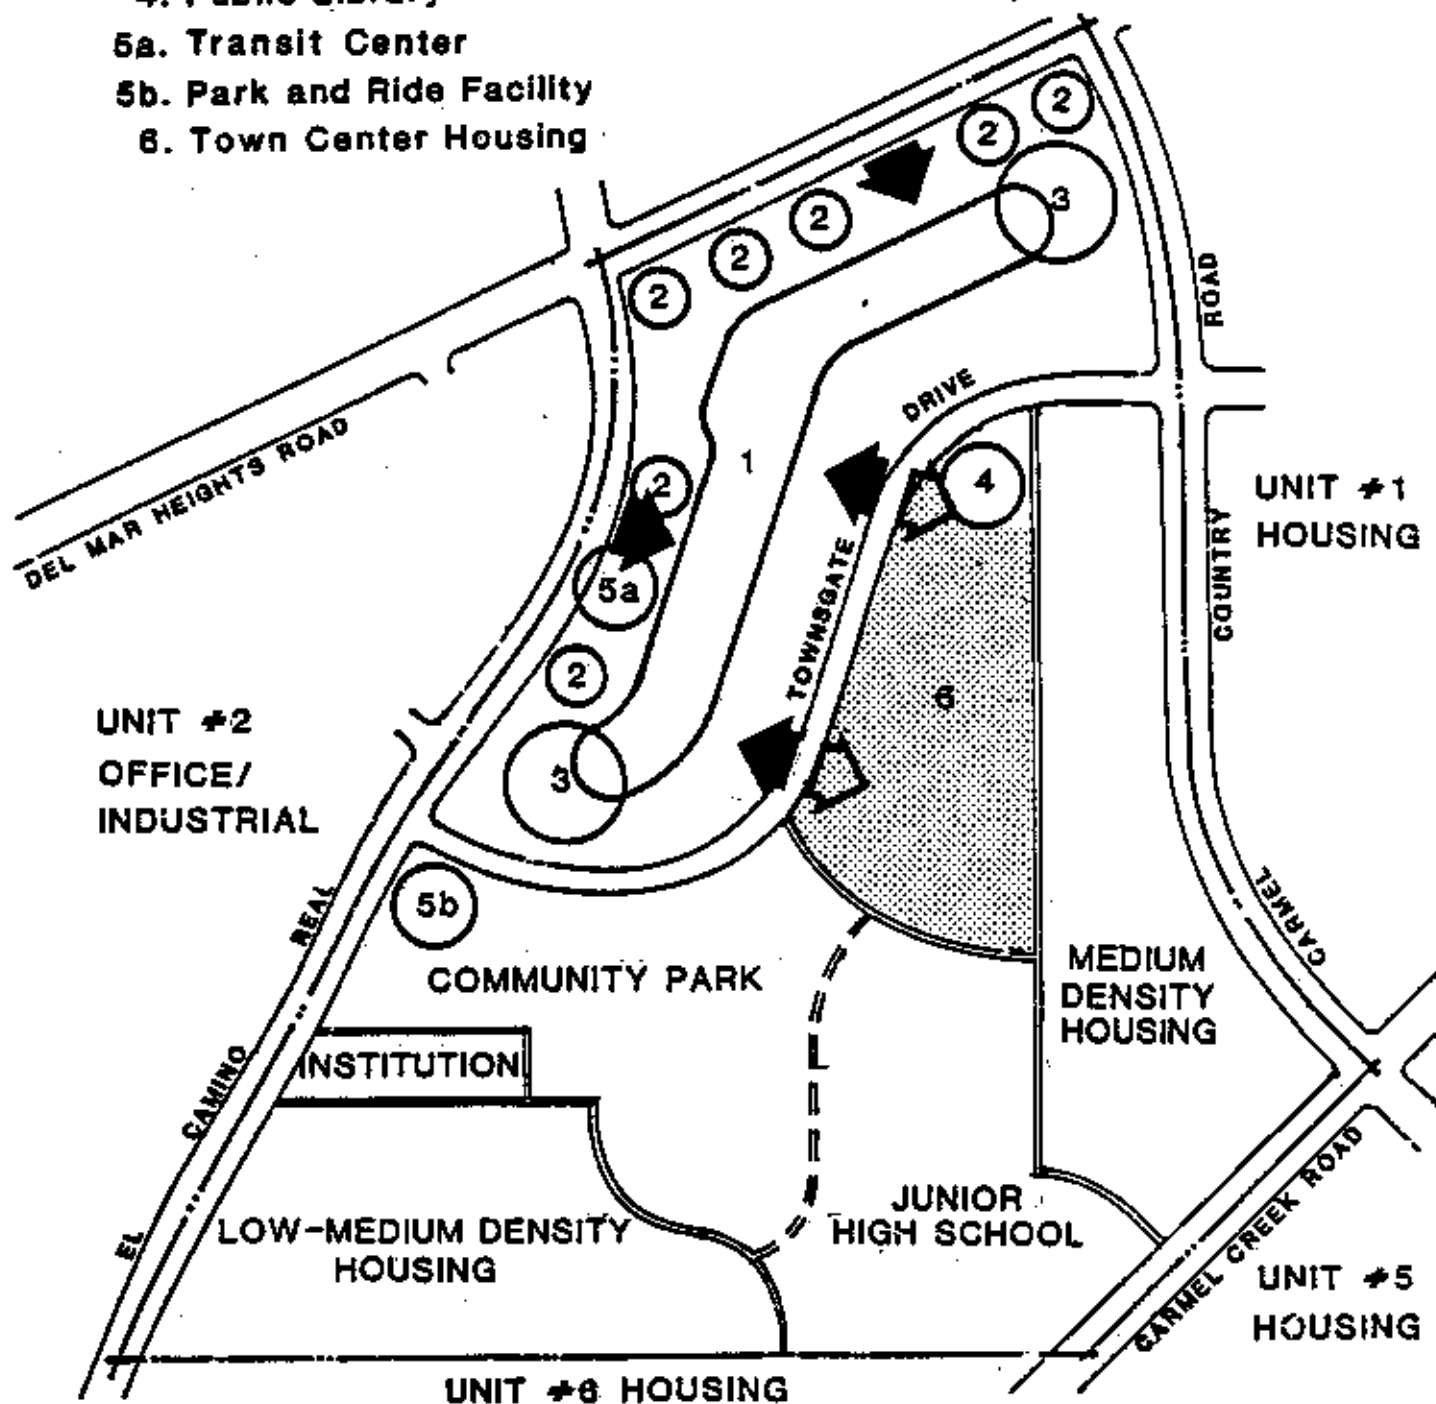 4. Public Library
5a. Transit Center
5b. Park and Ride Facility
6. Town Center Housing
2
2
3
2
2
2
ROAD
DRIVE
DEL MAR HEIGHTS ROAD
1
2
4
UNIT #1
HOUSING
COUNTRY
5a
TOWNSGATE
2
6
UNIT #2
OFFICE/
INDUSTRIAL
3
5b
REAL
CARMEL
COMMUNITY PARK
MEDIUM
DENSITY
HOUSING
INSTITUTION
CAMINO
JUNIOR
HIGH SCHOOL
LOW-MEDIUM DENSITY
HOUSING
EL
CARMEL CREEK ROAD
UNIT #5
HOUSING
UNIT #6 HOUSING